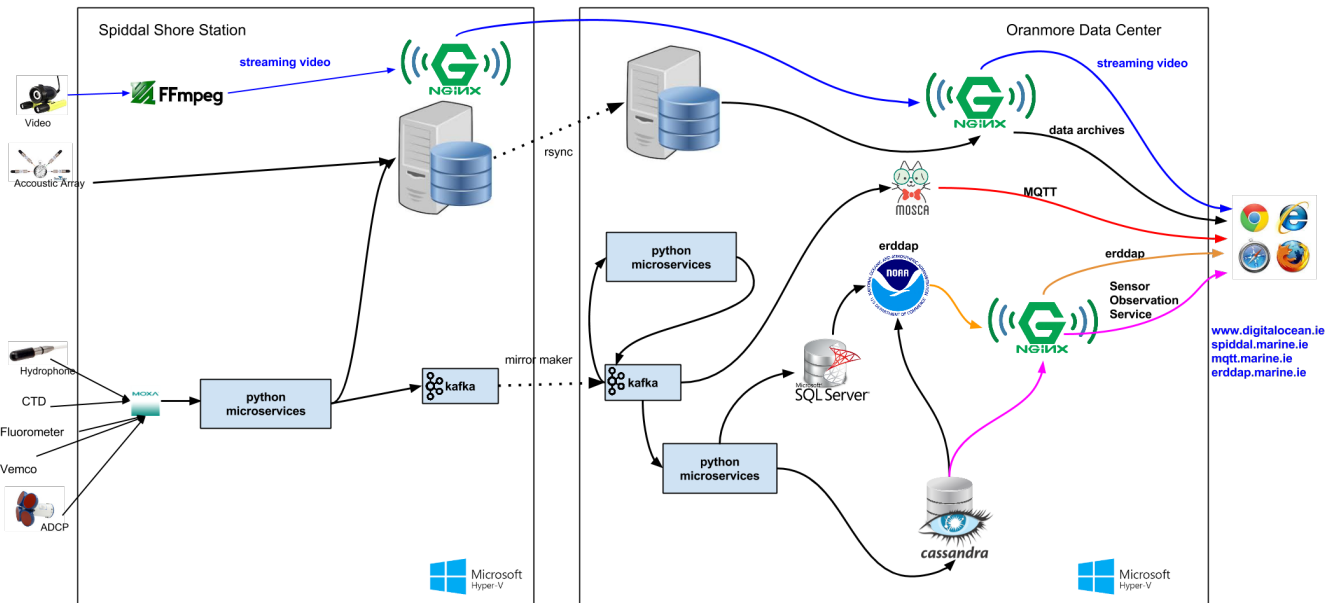 Spiddal Shore Station
Oranmore Data Center
streaming video
NGINX
FFmpeg
Video
streaming video
NGINX
data archives
rsync
Accoustic Array
MQTT
MOSCA
python
microservices
erddap
NOAA
erddap
Sensor
Observation
Service
NGINX
www.digitalocean.ie
spiddal.marine.ie
mqtt.marine.ie
erddap.marine.ie
mirror maker
Hydrophone
MOXA
CTD
python
microservices
kafka
kafka
Microsoft
SQL Server
Fluorometer
Vemco
python
microservices
ADCP
cassandra
Microsoft
Hyper-V
Microsoft
Hyper-V